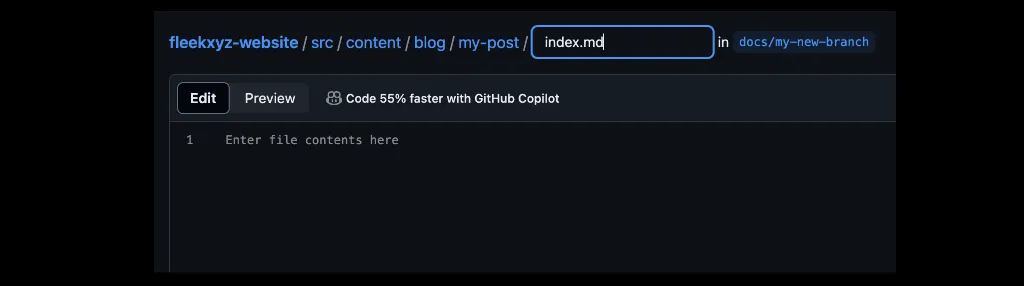 fleekxyz-website / src / content / blog / my-post / index.md in docs/my-new-branch
Edit Preview Code 55% faster with GitHub Copilot
1 Enter file contents here